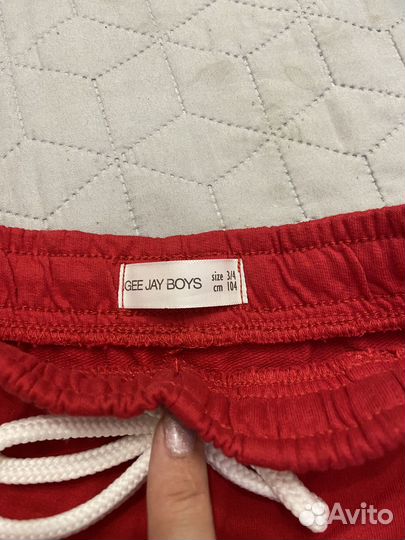 GEE JAY BOYS size 3/4
cm 104
Avito